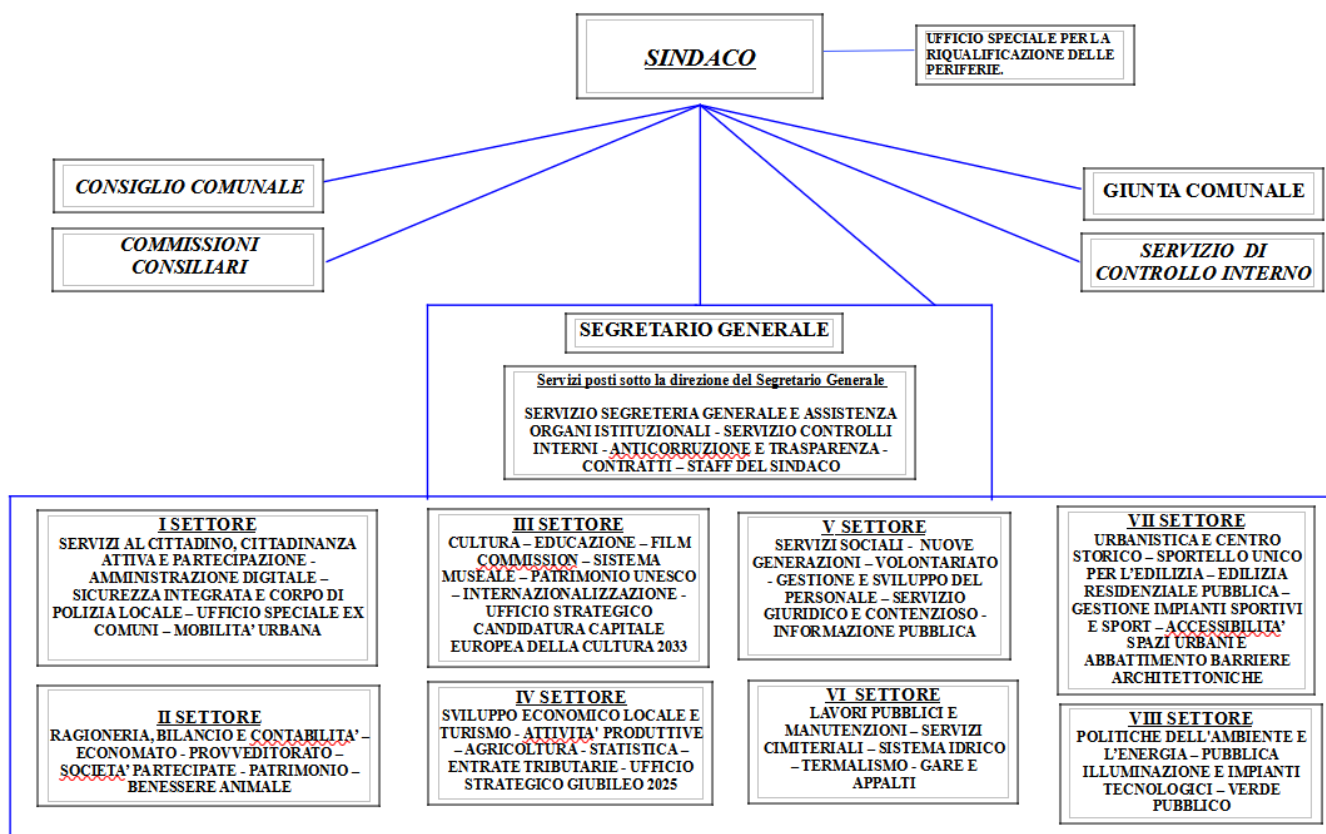 SINDACO
UFFICIO SPECIALE PER LA
RIQUALIFICAZIONE DELLE
PERIFERIE.
CONSIGLIO COMUNALE
COMMISSIONI
CONSILIARI
GIUNTA COMUNALE
SERVIZIO DI
CONTROLLO INTERNO
SEGRETARIO GENERALE
Servizi posti sotto la direzione del Segretario Generale
SERVIZIO SEGRETERIA GENERALE E ASSISTENZA
ORGANI ISTITUZIONALI - SERVIZIO CONTROLLI
INTERNI - ANTICORRUZIONE E TRASPARENZA -
CONTRATTI – STAFF DEL SINDACO
I SETTORE
SERVIZI AL CITTADINO, CITTADINANZA
ATTIVA E PARTECIPAZIONE -
AMMINISTRAZIONE DIGITALE –
SICUREZZA INTEGRATA E CORPO DI
POLIZIA LOCALE – UFFICIO SPECIALE EX
COMUNI – MOBILITA' URBANA
II SETTORE
RAGIONERIA, BILANCIO E CONTABILITA' –
ECONOMATO - PROVVEDITORATO –
SOCIETA' PARTECIPATE - PATRIMONIO –
BENESSERE ANIMALE
III SETTORE
CULTURA – EDUCAZIONE – FILM
COMMISSION – SISTEMA
MUSEALE – PATRIMONIO UNESCO
– INTERNAZIONALIZZAZIONE -
UFFICIO STRATEGICO
CANDIDATURA CAPITALE
EUROPEA DELLA CULTURA 2033
IV SETTORE
SVILUPPO ECONOMICO LOCALE E
TURISMO - ATTIVITA' PRODUTTIVE
– AGRICOLTURA - STATISTICA –
ENTRATE TRIBUTARIE - UFFICIO
STRATEGICO GIUBILEO 2025
V SETTORE
SERVIZI SOCIALI - NUOVE
GENERAZIONI – VOLONTARIATO
- GESTIONE E SVILUPPO DEL
PERSONALE – SERVIZIO
GIURIDICO E CONTENZIOSO -
INFORMAZIONE PUBBLICA
VI SETTORE
LAVORI PUBBLICI E
MANUTENZIONI – SERVIZI
CIMITERIALI – SISTEMA IDRICO
– TERMALISMO - GARE E
APPALTI
VII SETTORE
URBANISTICA E CENTRO
STORICO – SPORTELLO UNICO
PER L'EDILIZIA – EDILIZIA
RESIDENZIALE PUBBLICA –
GESTIONE IMPIANTI SPORTIVI
E SPORT – ACCESSIBILITA'
SPAZI URBANI E
ABBATTIMENTO BARRIERE
ARCHITETTONICHE
VIII SETTORE
POLITICHE DELL'AMBIENTE E
L'ENERGIA – PUBBLICA
ILLUMINAZIONE E IMPIANTI
TECNOLOGICI – VERDE
PUBBLICO